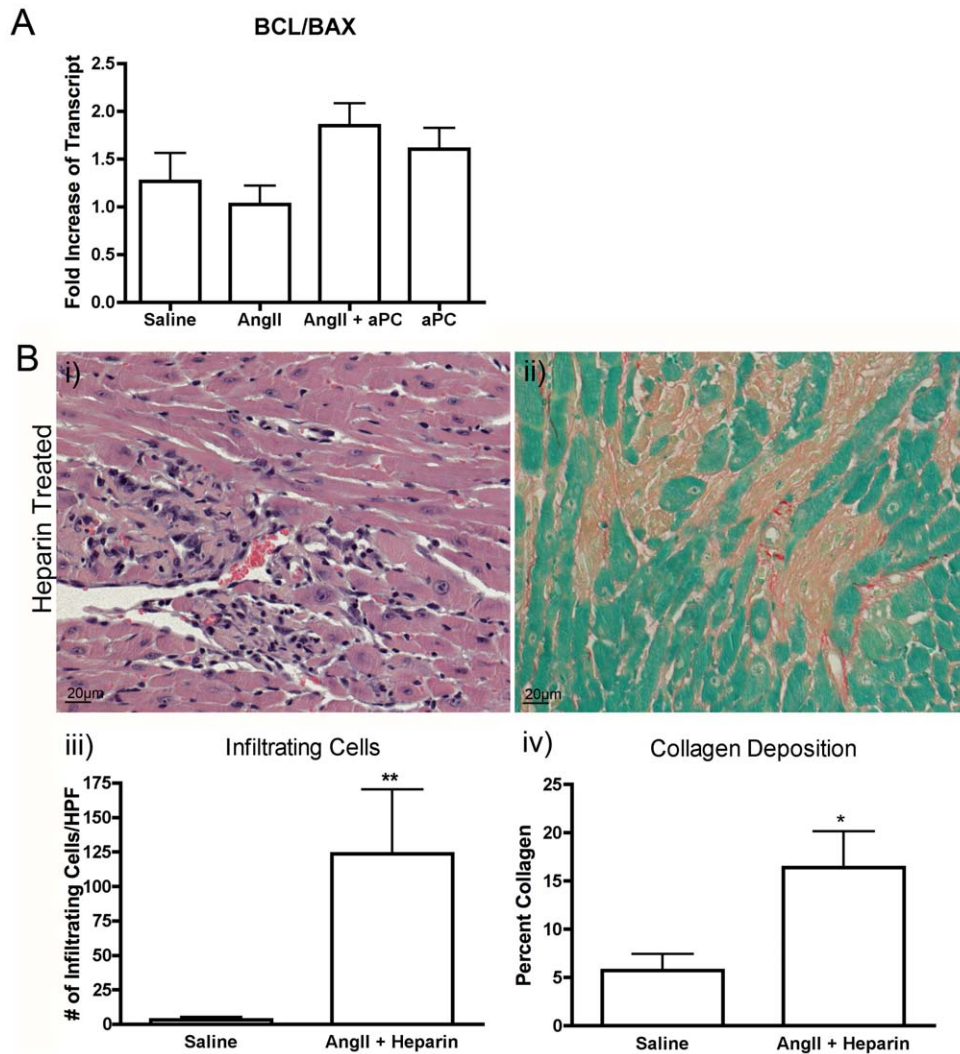 A
BCL/BAX
Fold Increase of Transcript
2.5
2.0
1.5
1.0
0.5
0.0
Saline
AngII
AngII + aPC
aPC
B
Heparin Treated
i)
20µm
ii)
20µm
iii)
Infiltrating Cells
# of Infiltrating Cells/HPF
175
150
125
100
75
50
25
0
**
Saline
AngII + Heparin
iv)
Collagen Deposition
Percent Collagen
25
20
15
10
5
0
*
Saline
AngII + Heparin